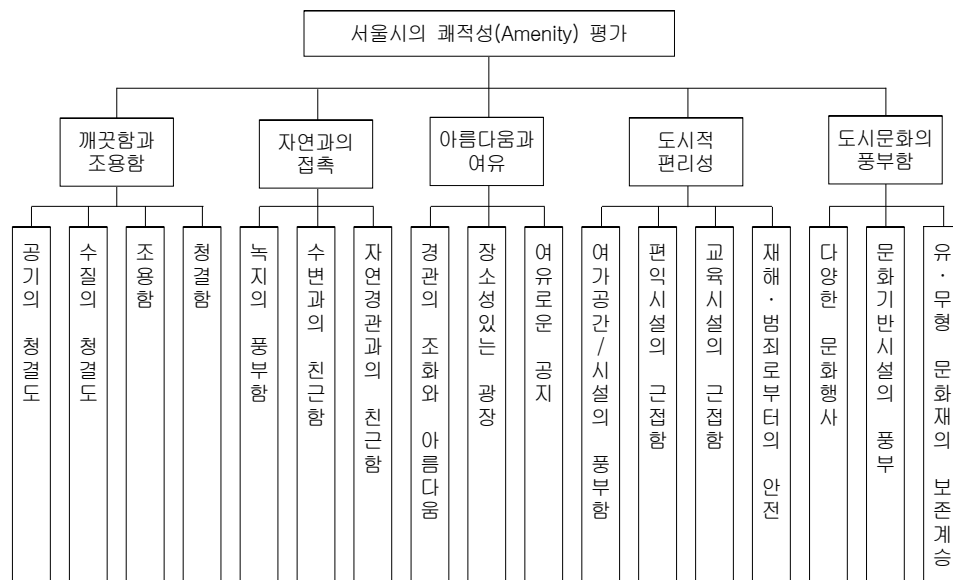 서울시의 쾌적성(Amenity) 평가
깨끗함과
조용함
자연과의
접촉
아름다움과
여유
도시적
편리성
도시문화의
풍부함
공기의 청결도
수질의 청결도
조용함
청결함
녹지의 풍부함
수변과의 친근함
자연경관과의 친근함
경관의 조화와 아름다움
장소성있는 광장
여유로운 공지
여가공간/시설의 풍부함
편익시설의 근접함
교육시설의 근접함
재해·범죄로부터의 안전
다양한 문화행사
문화기반시설의 풍부
유·무형 문화재의 보존계승